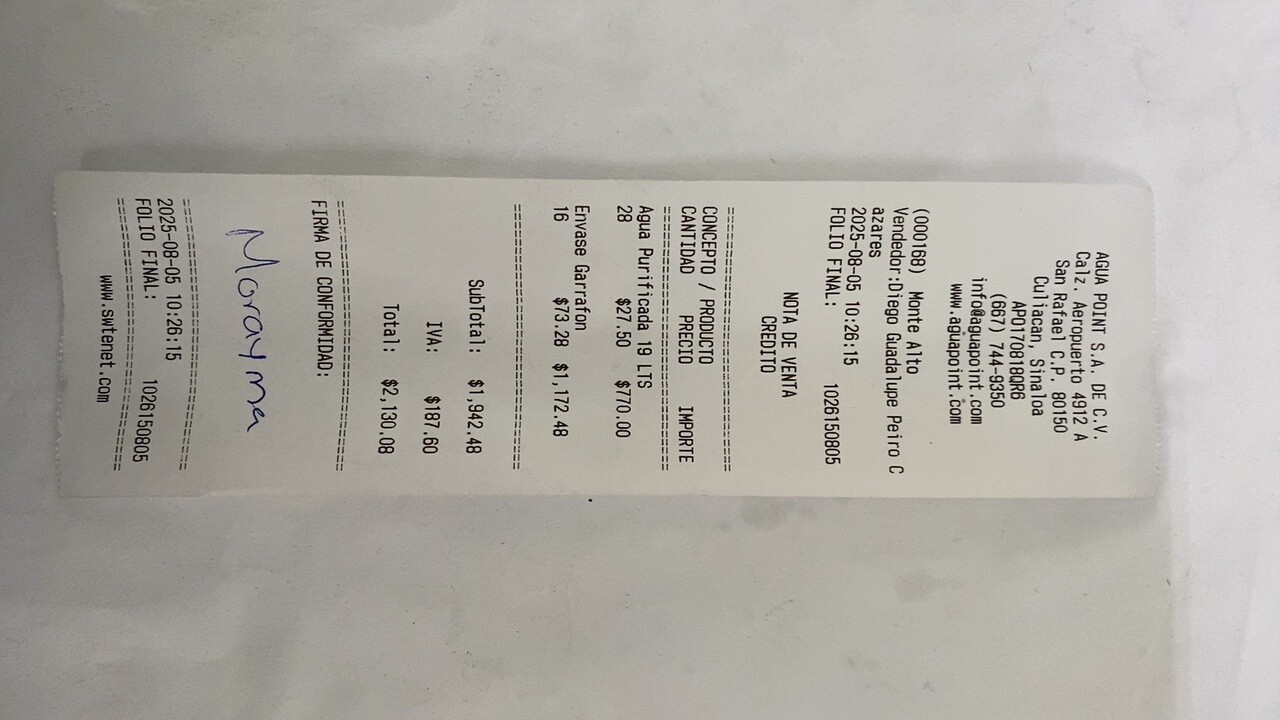 AGUA POINT S.A. DE C.V.
Calz. Aeropuerto 4912 A
San Rafael C.P. 80150
Culiacan, Sinaloa
APO170818QR6
(667) 744-9350
info@aguapoint.com
www.aguapoint.com
(000168) Monte Alto
Vendedor:Diego Guadalupe Peiro C
azares
2025-08-05 10:26:15
FOLIO FINAL: 1026150805
NOTA DE VENTA
CREDITO
================================
CONCEPTO / PRODUCTO
CANTIDAD PRECIO IMPORTE
================================
Agua Purificada 19 LTS
28 $27.50 $770.00
Envase Garrafon
16 $73.28 $1,172.48
================================
SubTotal: $1,942.48
IVA: $187.60
Total: $2,130.08
================================
FIRMA DE CONFORMIDAD:
Morayma
================================
2025-08-05 10:26:15
FOLIO FINAL: 1026150805
================================
www.swtenet.com